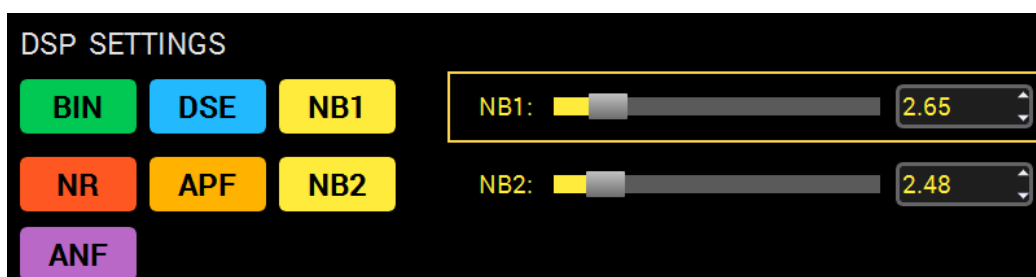 DSP SETTINGS
BIN DSE NB1 NB1: 2.65
NR APF NB2 NB2: 2.48
ANF